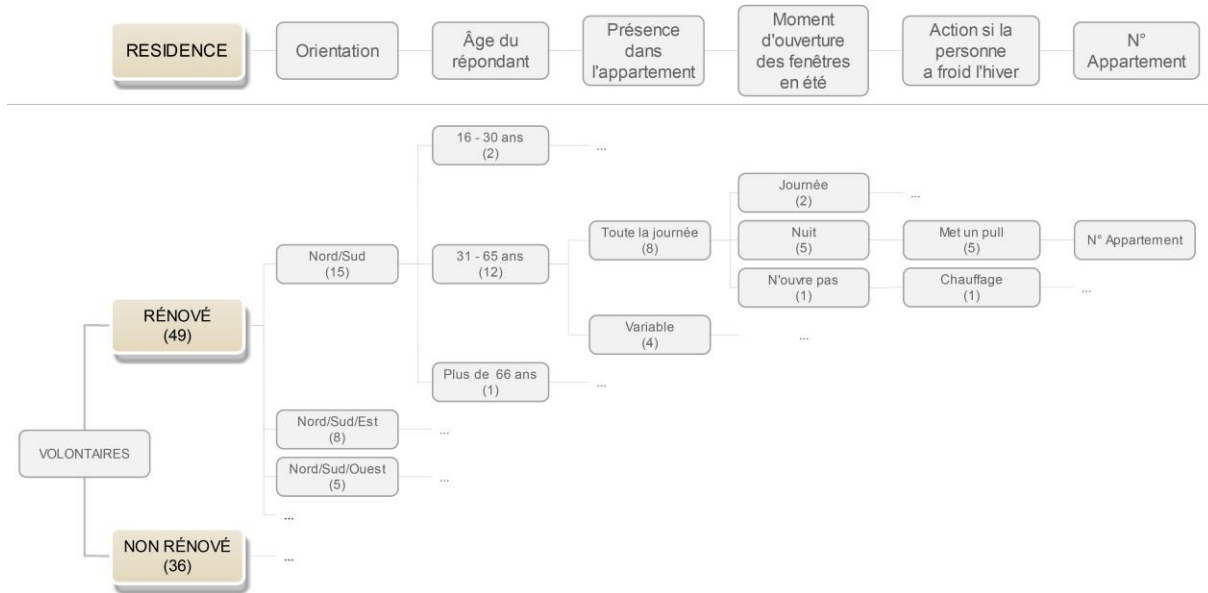 RESIDENCE
Orientation
Âge du
répondant
Présence
dans
l'appartement
Moment
d'ouverture
des fenêtres
en été
Action si la
personne
a froid l'hiver
N°
Appartement
16 - 30 ans
(2)
...
Journée
(2)
...
Nord/Sud
(15)
31 - 65 ans
(12)
Toute la journée
(8)
Nuit
(5)
Met un pull
(5)
N° Appartement
N'ouvre pas
(1)
Chauffage
(1)
...
RÉNOVÉ
(49)
Variable
(4)
...
Plus de 66 ans
(1)
...
Nord/Sud/Est
(8)
...
VOLONTAIRES
Nord/Sud/Ouest
(5)
...
...
NON RÉNOVÉ
(36)
...